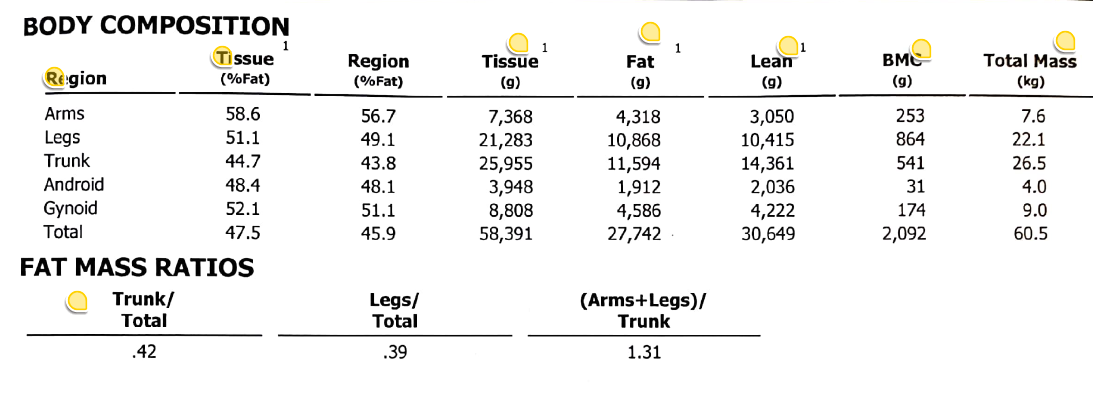 BODY COMPOSITION
Region Tissue 1 Region Tissue 1 Fat 1 Lean 1 BMC Total Mass
(%Fat) (%Fat) (g) (g) (g) (g) (kg)
Arms 58.6 56.7 7,368 4,318 3,050 253 7.6
Legs 51.1 49.1 21,283 10,868 10,415 864 22.1
Trunk 44.7 43.8 25,955 11,594 14,361 541 26.5
Android 48.4 48.1 3,948 1,912 2,036 31 4.0
Gynoid 52.1 51.1 8,808 4,586 4,222 174 9.0
Total 47.5 45.9 58,391 27,742 30,649 2,092 60.5
FAT MASS RATIOS
Trunk/ Legs/ (Arms+Legs)/
Total Total Trunk
.42 .39 1.31